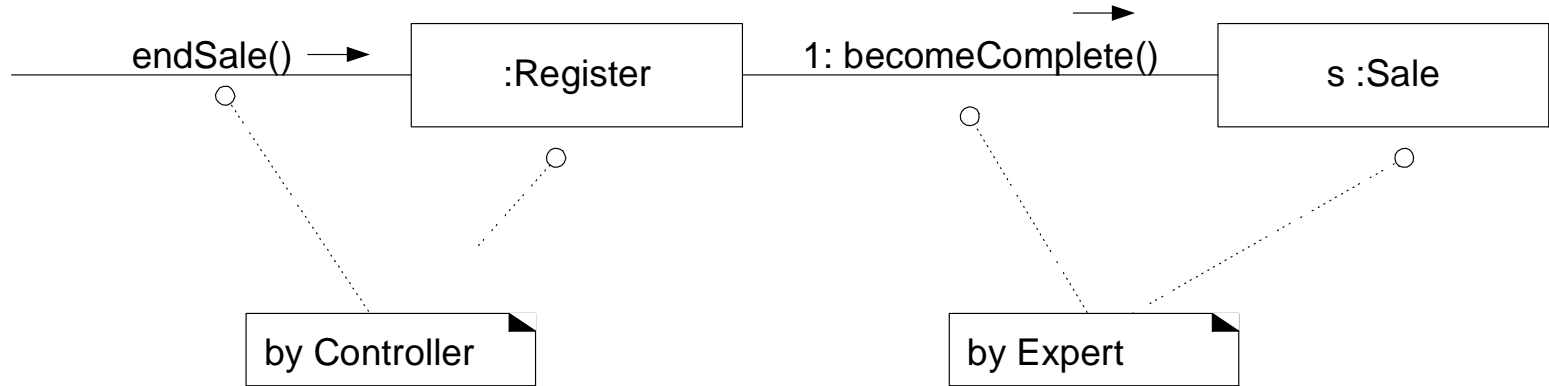 endSale()
:Register
1: becomeComplete()
s :Sale
by Controller
by Expert